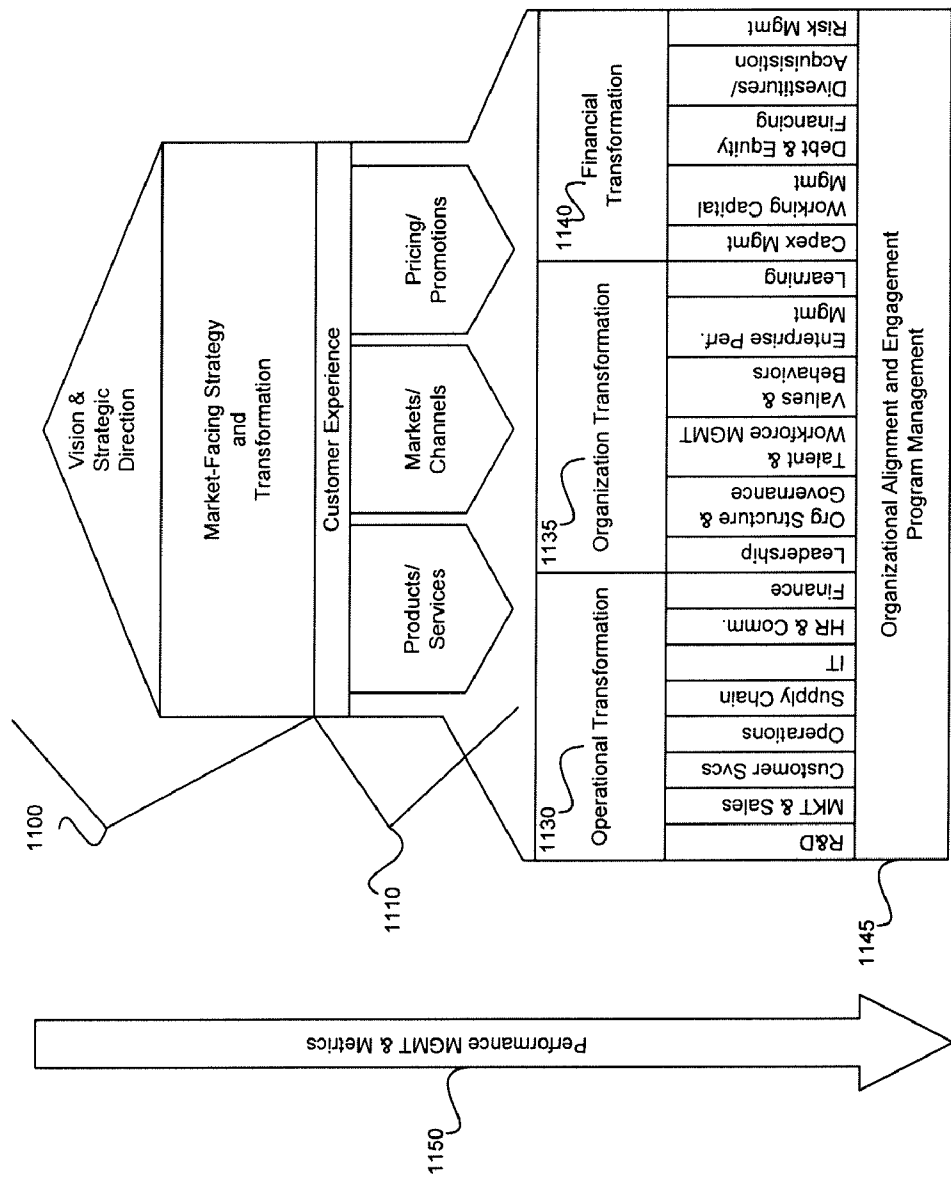 Vision &
Strategic
Direction
Market-Facing Strategy
and
Transformation
Customer Experience
Products/
Services
Markets/
Channels
Pricing/
Promotions
1100
1110
1130
Operational Transformation
1135
Organization Transformation
1140
Financial
Transformation
R&D
MKT & Sales
Customer Svcs
Operations
Supply Chain
IT
HR & Comm.
Finance
Leadership
Org Structure &
Governance
Talent &
Workforce MGMT
Values &
Behaviors
Enterprise Perf.
Mgmt
Learning
Capex Mgmt
Working Capital
Mgmt
Debt & Equity
Financing
Divestitures/
Acquisistion
Risk Mgmt
Organizational Alignment and Engagement
Program Management
1145
Performance MGMT & Metrics
1150